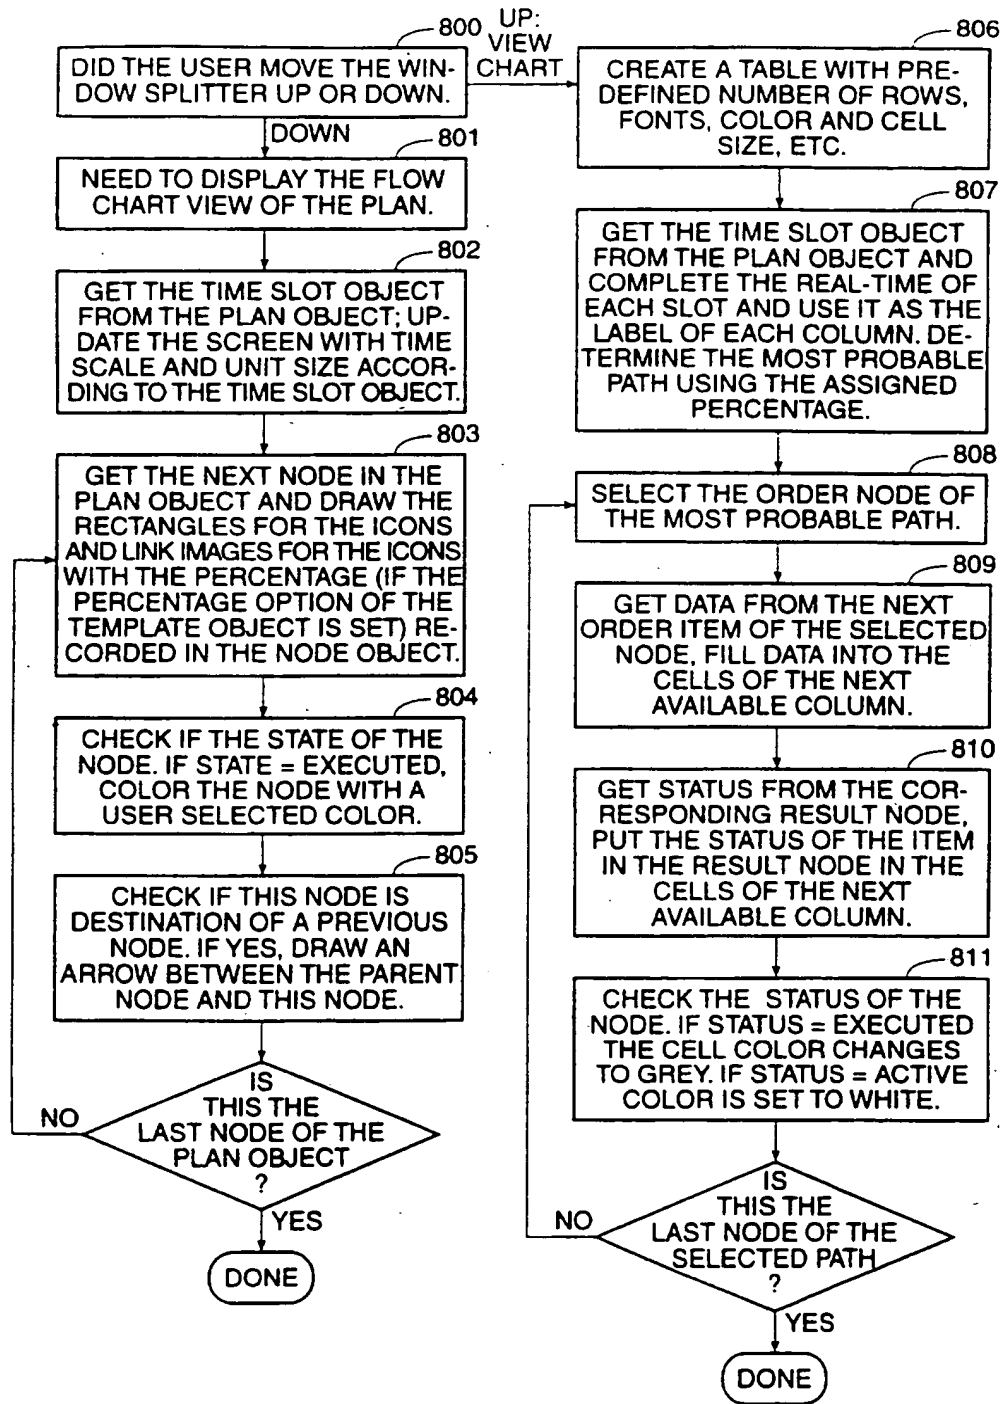 800
DID THE USER MOVE THE WIN-
DOW SPLITTER UP OR DOWN.
DOWN
801
NEED TO DISPLAY THE FLOW
CHART VIEW OF THE PLAN.
802
GET THE TIME SLOT OBJECT
FROM THE PLAN OBJECT; UP-
DATE THE SCREEN WITH TIME
SCALE AND UNIT SIZE ACCOR-
DING TO THE TIME SLOT OBJECT.
803
GET THE NEXT NODE IN THE
PLAN OBJECT AND DRAW THE
RECTANGLES FOR THE ICONS
AND LINK IMAGES FOR THE ICONS
WITH THE PERCENTAGE (IF THE
PERCENTAGE OPTION OF THE
TEMPLATE OBJECT IS SET) RE-
CORDED IN THE NODE OBJECT.
804
CHECK IF THE STATE OF THE
NODE. IF STATE = EXECUTED,
COLOR THE NODE WITH A
USER SELECTED COLOR.
805
CHECK IF THIS NODE IS
DESTINATION OF A PREVIOUS
NODE. IF YES, DRAW AN
ARROW BETWEEN THE PARENT
NODE AND THIS NODE.
IS
THIS THE
LAST NODE OF THE
PLAN OBJECT
?
NO
YES
DONE
UP:
VIEW
CHART
806
CREATE A TABLE WITH PRE-
DEFINED NUMBER OF ROWS,
FONTS, COLOR AND CELL
SIZE, ETC.
807
GET THE TIME SLOT OBJECT
FROM THE PLAN OBJECT AND
COMPLETE THE REAL-TIME OF
EACH SLOT AND USE IT AS THE
LABEL OF EACH COLUMN. DE-
TERMINE THE MOST PROBABLE
PATH USING THE ASSIGNED
PERCENTAGE.
808
SELECT THE ORDER NODE OF
THE MOST PROBABLE PATH.
809
GET DATA FROM THE NEXT
ORDER ITEM OF THE SELECTED
NODE, FILL DATA INTO THE
CELLS OF THE NEXT
AVAILABLE COLUMN.
810
GET STATUS FROM THE COR-
RESPONDING RESULT NODE,
PUT THE STATUS OF THE ITEM
IN THE RESULT NODE IN THE
CELLS OF THE NEXT
AVAILABLE COLUMN.
811
CHECK THE STATUS OF THE
NODE. IF STATUS = EXECUTED
THE CELL COLOR CHANGES
TO GREY. IF STATUS = ACTIVE
COLOR IS SET TO WHITE.
IS
THIS THE
LAST NODE OF THE
SELECTED PATH
?
NO
YES
DONE